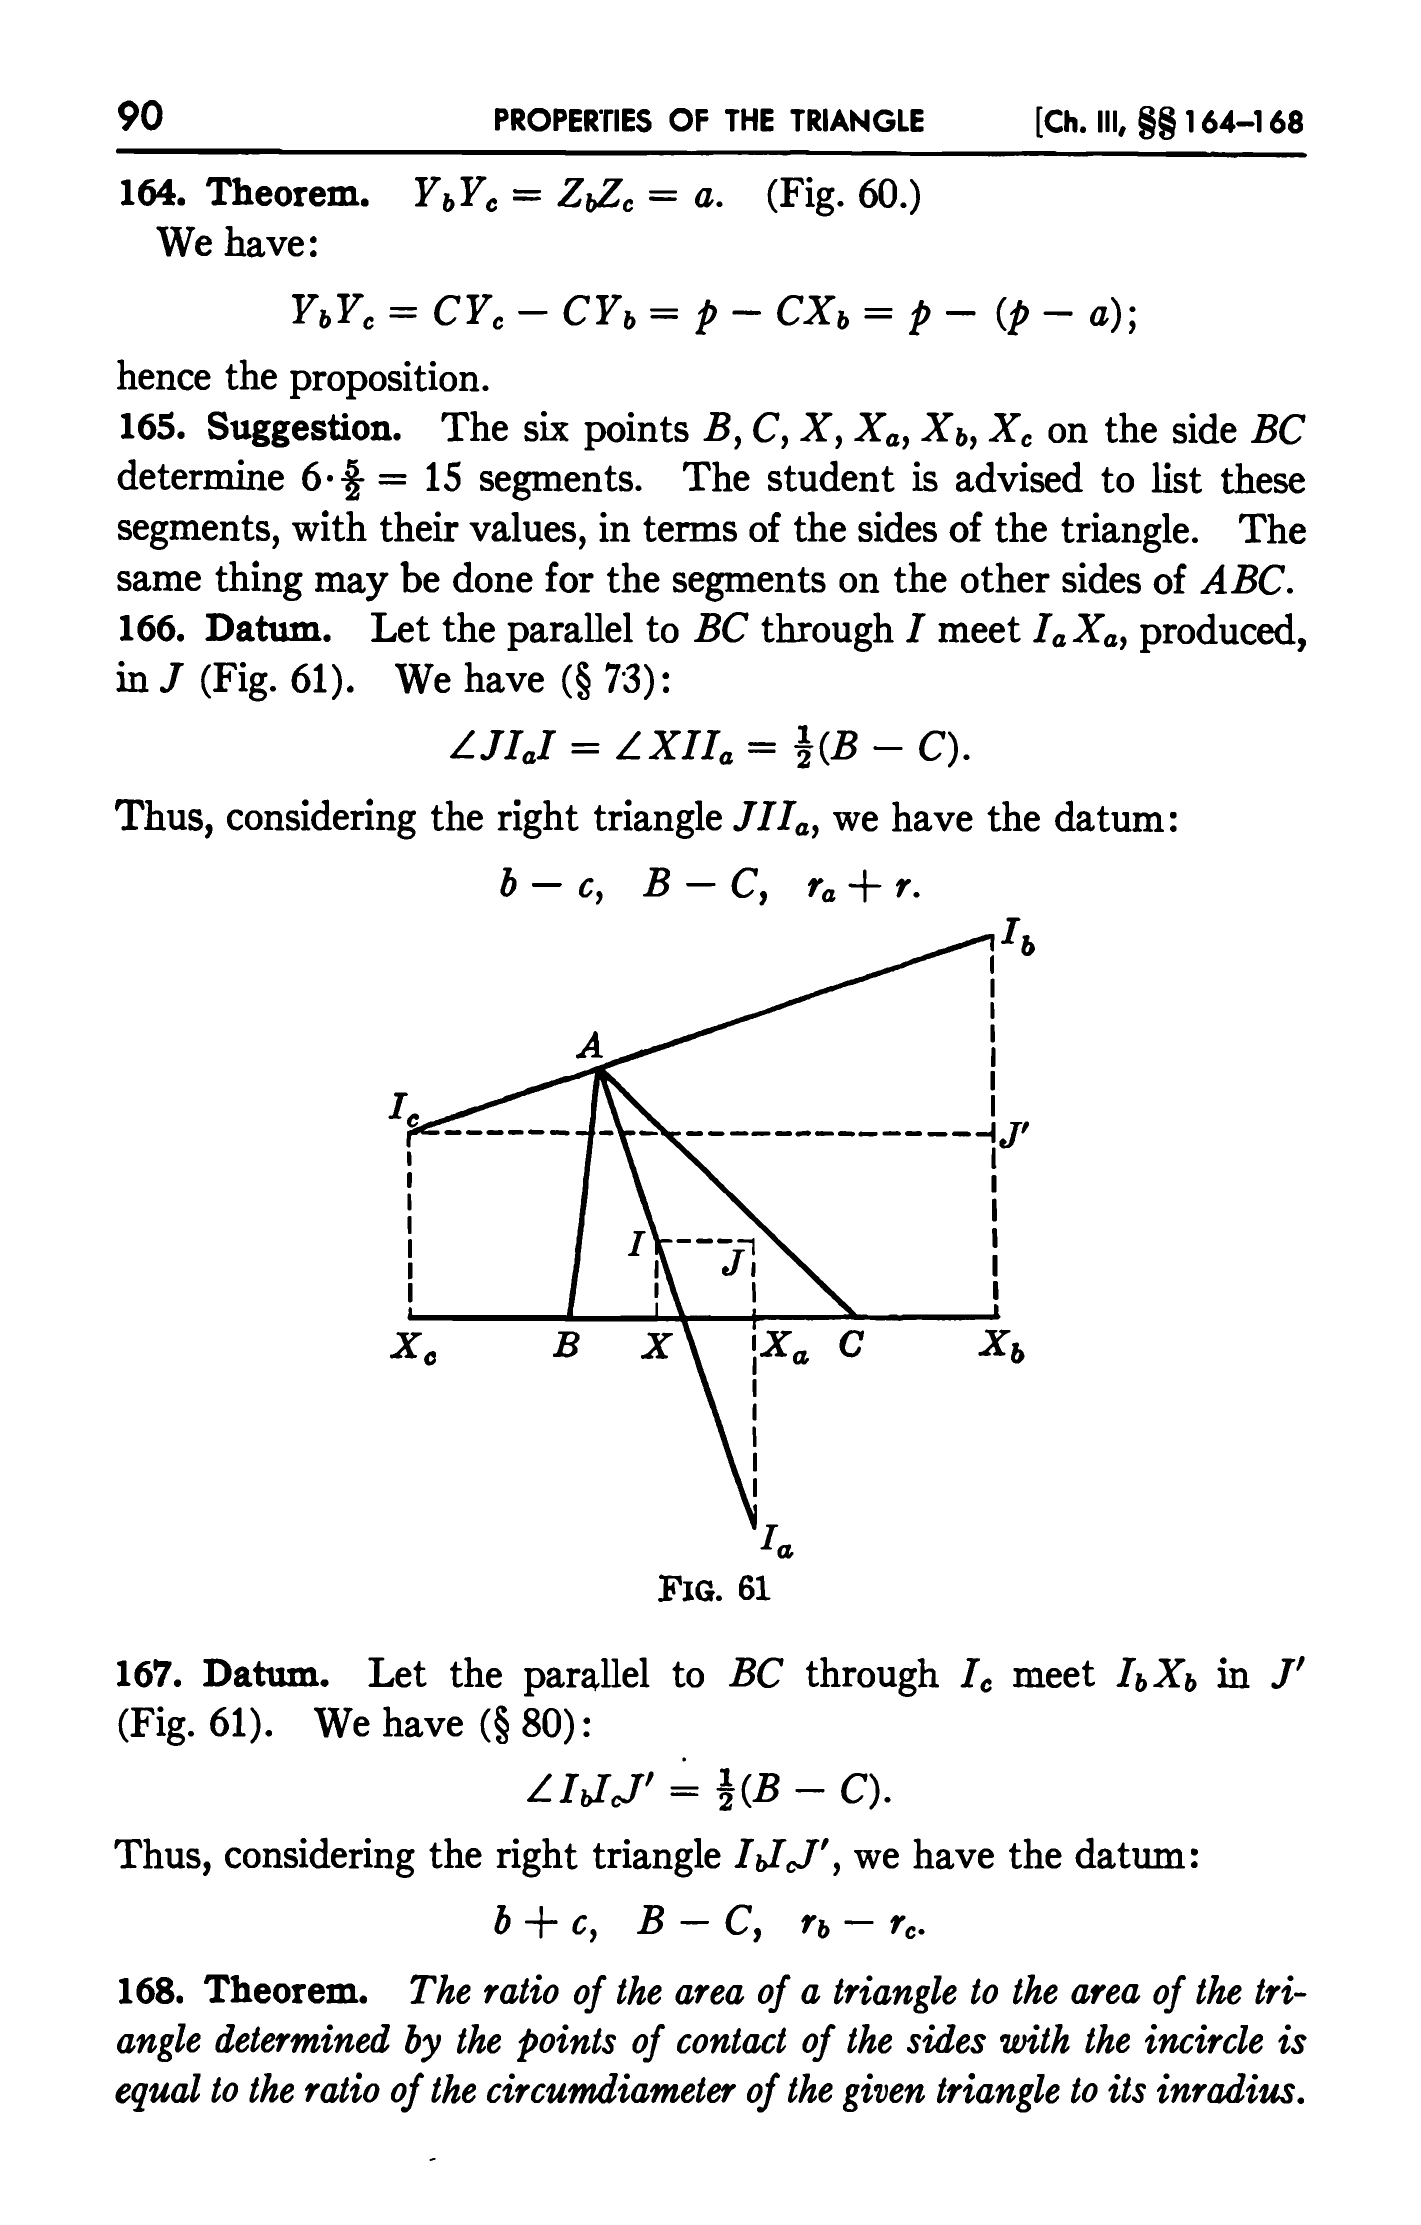 90 PROPERTIES OF THE TRIANGLE [Ch. III, §§ 164–168
164. Theorem. Y_bY_c = Z_bZ_c = a. (Fig. 60.)
We have:
Y_bY_c = CY_c − CY_b = p − CX_b = p − (p − a);
hence the proposition.
165. Suggestion. The six points B, C, X, X_a, X_b, X_c on the side BC
determine 6·5/2 = 15 segments. The student is advised to list these
segments, with their values, in terms of the sides of the triangle. The
same thing may be done for the segments on the other sides of ABC.
166. Datum. Let the parallel to BC through I meet I_aX_a, produced,
in J (Fig. 61). We have (§ 73):
∠JI_aI = ∠XII_a = ½(B − C).
Thus, considering the right triangle JII_a, we have the datum:
b − c, B − C, r_a + r.
I_b
A
I_c
J′
I
J
X_c B X X_a C X_b
I_a
FIG. 61
167. Datum. Let the parallel to BC through I_c meet I_bX_b in J′
(Fig. 61). We have (§ 80):
∠I_bI_cJ′ = ½(B − C).
Thus, considering the right triangle I_bI_cJ′, we have the datum:
b + c, B − C, r_b − r_c.
168. Theorem. The ratio of the area of a triangle to the area of the tri-
angle determined by the points of contact of the sides with the incircle is
equal to the ratio of the circumdiameter of the given triangle to its inradius.